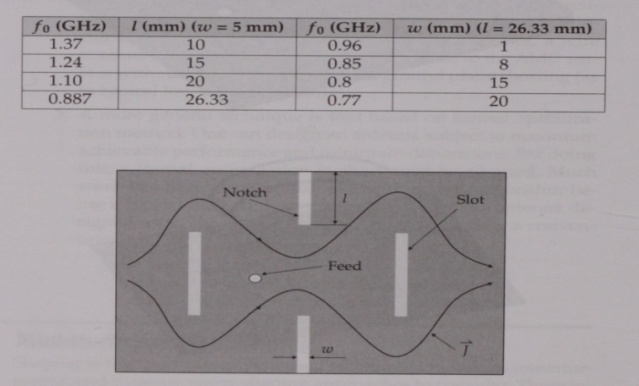 f₀ (GHz) l (mm) (w = 5 mm) f₀ (GHz) w (mm) (l = 26.33 mm)
1.37 10 0.96 1
1.24 15 0.85 8
1.10 20 0.8 15
0.887 26.33 0.77 20
Notch
l
Slot
Feed
w
J